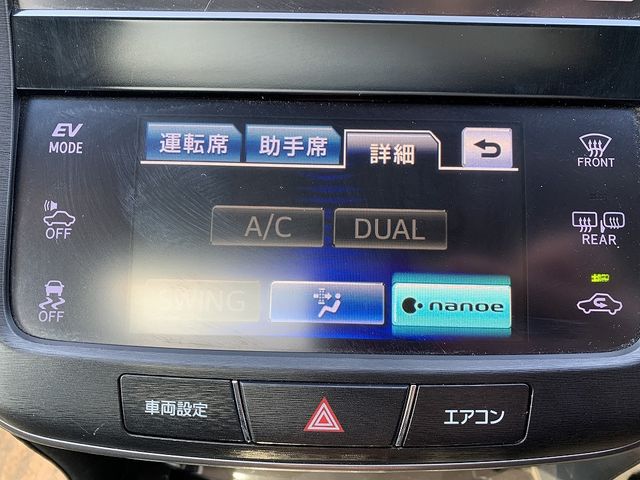 EV
MODE
運転席
助手席
詳細
FRONT
OFF
A/C
DUAL
REAR
OFF
nanoe
車両設定
エアコン